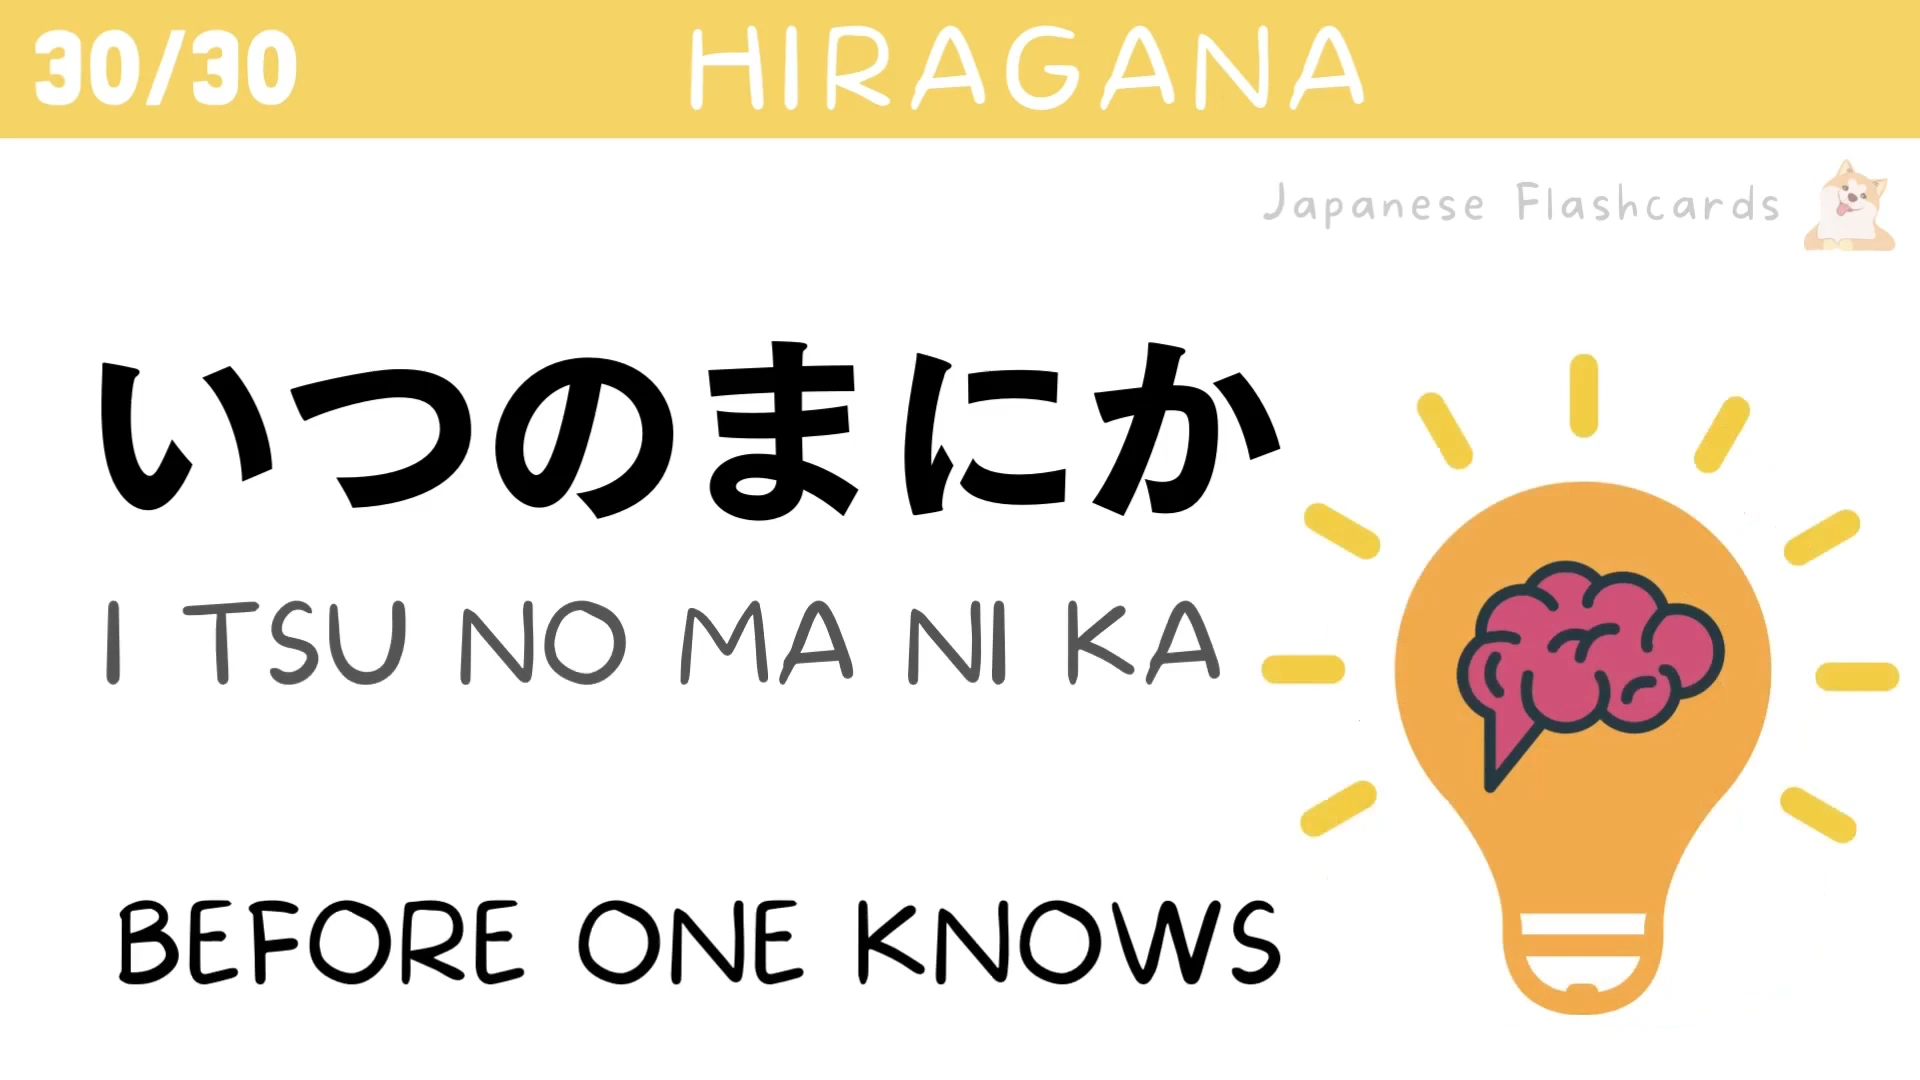 30/30
HIRAGANA
Japanese Flashcards
いつのまにか
I TSU NO MA NI KA
BEFORE ONE KNOWS